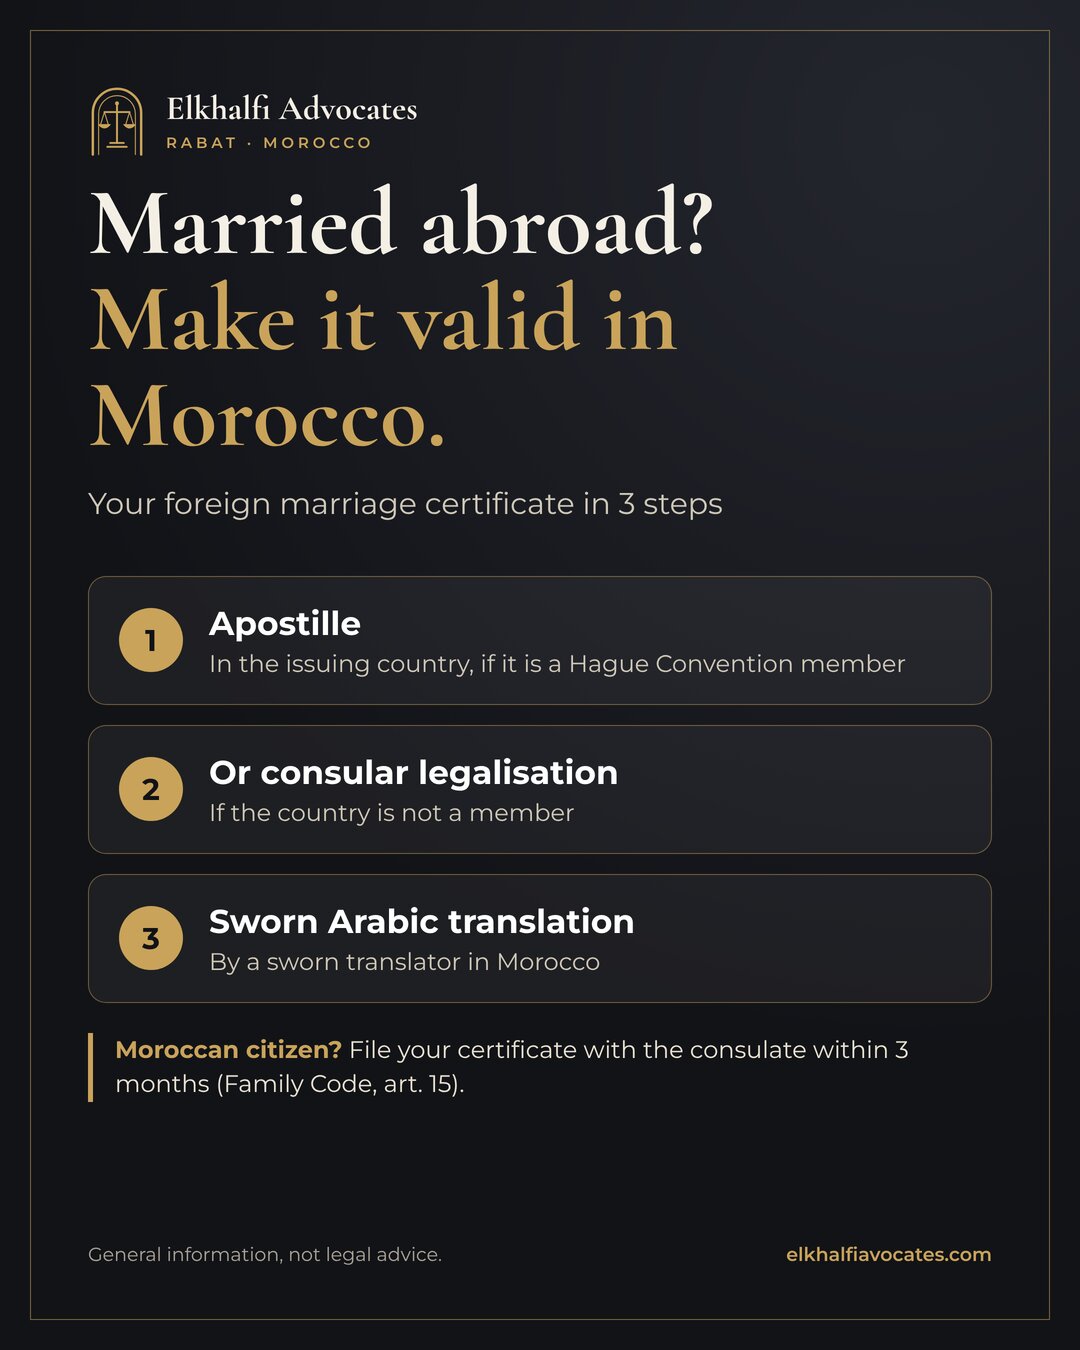 Elkhalfi Advocates
RABAT · MOROCCO
Married abroad?
Make it valid in
Morocco.
Your foreign marriage certificate in 3 steps
1
Apostille
In the issuing country, if it is a Hague Convention member
2
Or consular legalisation
If the country is not a member
3
Sworn Arabic translation
By a sworn translator in Morocco
Moroccan citizen? File your certificate with the consulate within 3
months (Family Code, art. 15).
General information, not legal advice.
elkhalfiavocates.com